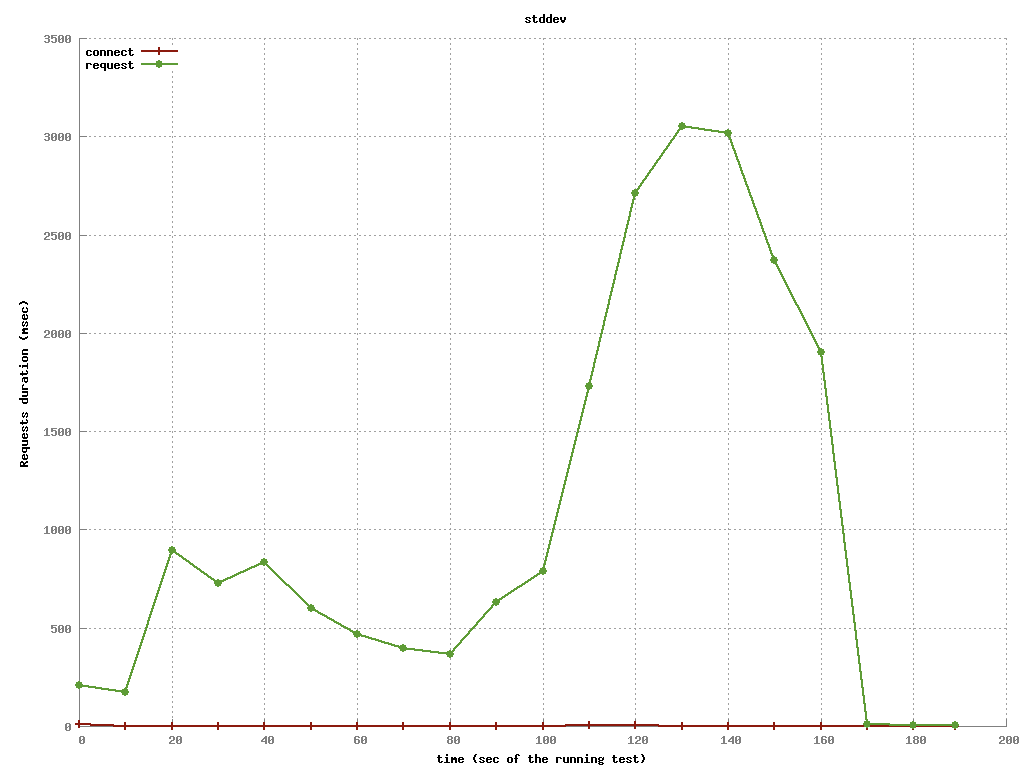 stddev
3500
connect
request
3000
2500
2000
1500
1000
500
0
Requests duration (msec)
0 20 40 60 80 100 120 140 160 180 200
time (sec of the running test)